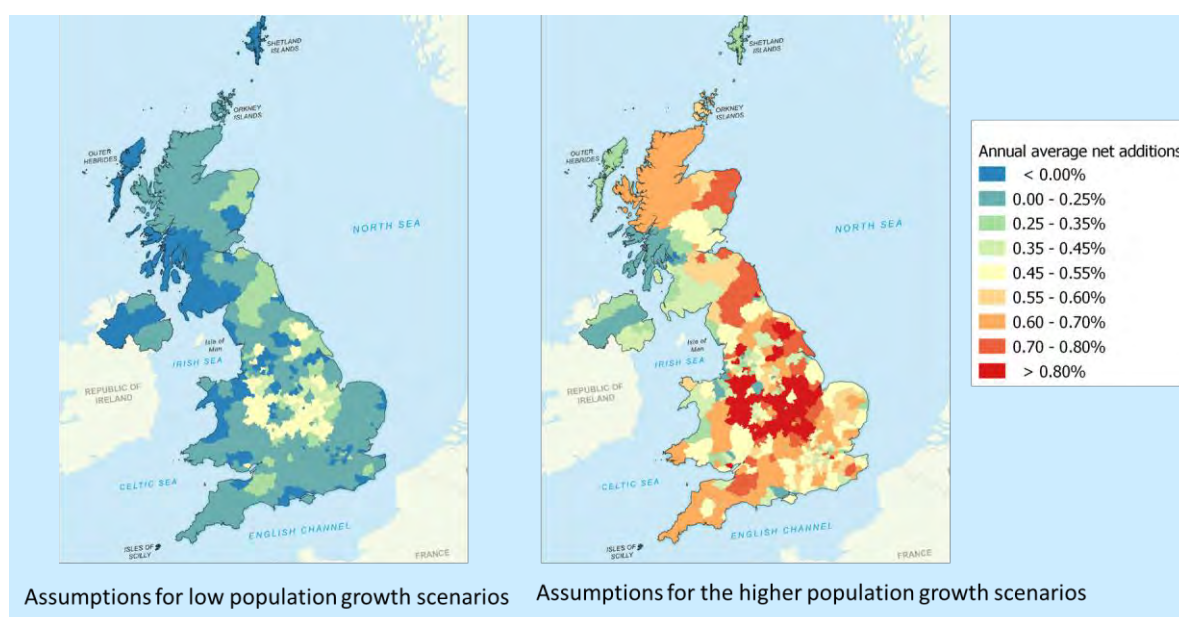 SHETLAND
ISLANDS
ORKNEY
ISLANDS
OUTER
HEBRIDES
NORTH SEA
Isle of
Man
IRISH SEA
REPUBLIC OF
IRELAND
CELTIC SEA
ENGLISH CHANNEL
ISLES OF
SCILLY
FRANCE
Assumptions for low population growth scenarios
SHETLAND
ISLANDS
ORKNEY
ISLANDS
OUTER
HEBRIDES
NORTH SEA
Isle of
Man
IRISH SEA
REPUBLIC OF
IRELAND
CELTIC SEA
ENGLISH CHANNEL
ISLES OF
SCILLY
FRANCE
Assumptions for the higher population growth scenarios
Annual average net additions
< 0.00%
0.00 - 0.25%
0.25 - 0.35%
0.35 - 0.45%
0.45 - 0.55%
0.55 - 0.60%
0.60 - 0.70%
0.70 - 0.80%
> 0.80%